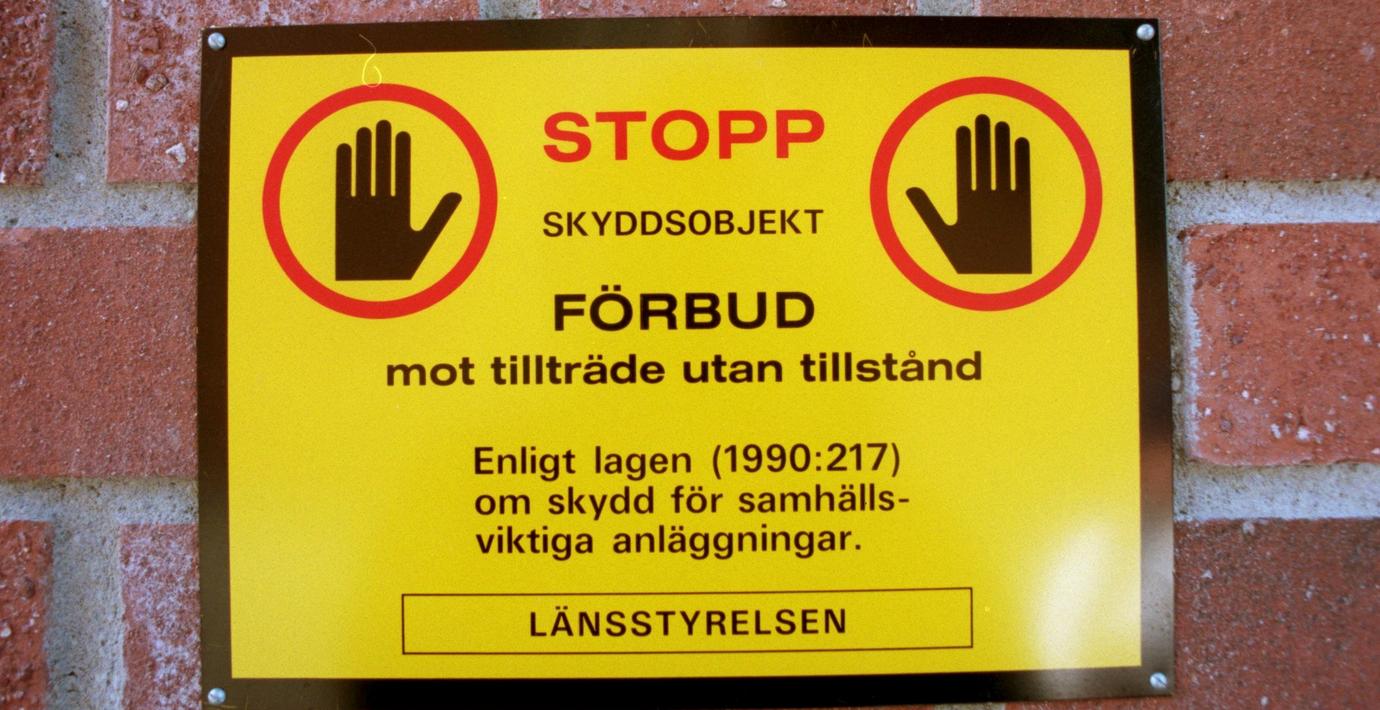 STOPP
SKYDDSOBJEKT
FÖRBUD
mot tillträde utan tillstånd
Enligt lagen (1990:217)
om skydd för samhälls-
viktiga anläggningar.
LÄNSSTYRELSEN